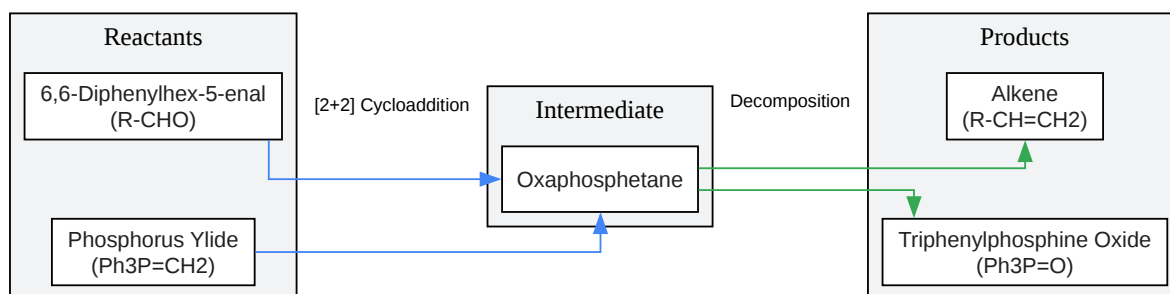 Reactants
6,6-Diphenylhex-5-enal
(R-CHO)
Phosphorus Ylide
(Ph3P=CH2)
[2+2] Cycloaddition
Intermediate
Oxaphosphetane
Decomposition
Products
Alkene
(R-CH=CH2)
Triphenylphosphine Oxide
(Ph3P=O)